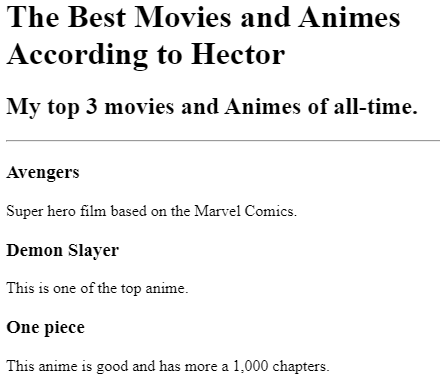 The Best Movies and Animes
According to Hector
My top 3 movies and Animes of all-time.
Avengers
Super hero film based on the Marvel Comics.
Demon Slayer
This is one of the top anime.
One piece
This anime is good and has more a 1,000 chapters.